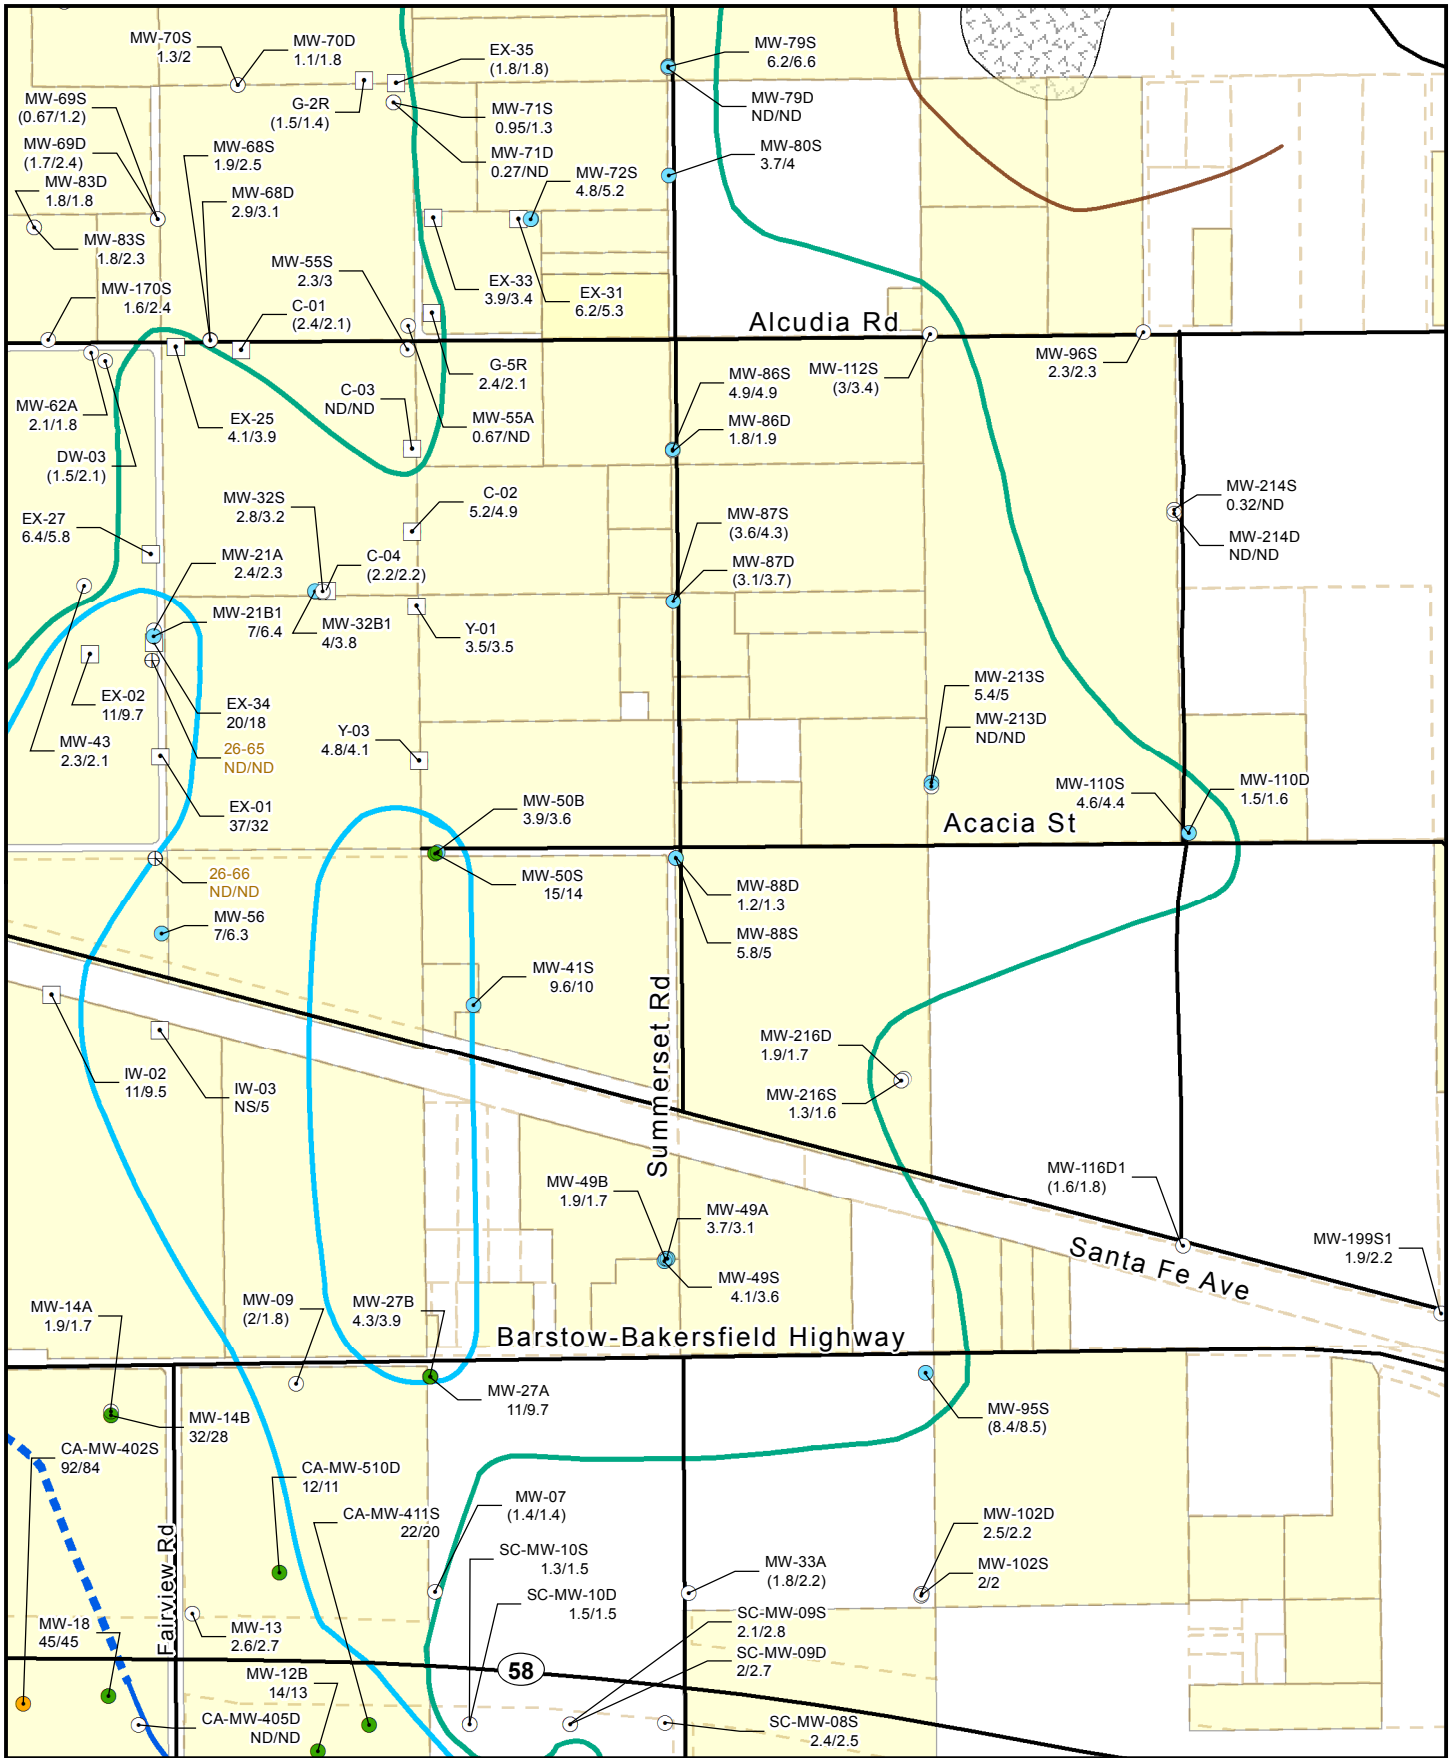 MW-70S
1.3/2
MW-70D
1.1/1.8
EX-35
(1.8/1.8)
MW-79S
6.2/6.6
G-2R
(1.5/1.4)
MW-69S
(0.67/1.2)
MW-71S
0.95/1.3
MW-79D
ND/ND
MW-69D
(1.7/2.4)
MW-68S
1.9/2.5
MW-71D
0.27/ND
MW-80S
3.7/4
MW-83D
1.8/1.8
MW-68D
2.9/3.1
MW-72S
4.8/5.2
MW-83S
1.8/2.3
MW-55S
2.3/3
EX-33
3.9/3.4
EX-31
6.2/5.3
MW-170S
1.6/2.4
C-01
(2.4/2.1)
Alcudia Rd
G-5R
2.4/2.1
MW-86S
4.9/4.9
MW-112S
(3/3.4)
MW-96S
2.3/2.3
C-03
ND/ND
MW-62A
2.1/1.8
EX-25
4.1/3.9
MW-55A
0.67/ND
MW-86D
1.8/1.9
DW-03
(1.5/2.1)
MW-32S
2.8/3.2
C-02
5.2/4.9
MW-214S
0.32/ND
EX-27
6.4/5.8
MW-87S
(3.6/4.3)
MW-214D
ND/ND
MW-21A
2.4/2.3
C-04
(2.2/2.2)
MW-87D
(3.1/3.7)
MW-21B1
7/6.4
MW-32B1
4/3.8
Y-01
3.5/3.5
EX-02
11/9.7
EX-34
20/18
MW-213S
5.4/5
MW-213D
ND/ND
MW-43
2.3/2.1
26-65
ND/ND
Y-03
4.8/4.1
EX-01
37/32
MW-50B
3.9/3.6
MW-110S
4.6/4.4
MW-110D
1.5/1.6
Acacia St
26-66
ND/ND
MW-50S
15/14
MW-88D
1.2/1.3
MW-56
7/6.3
MW-88S
5.8/5
MW-41S
9.6/10
Summerset Rd
MW-216D
1.9/1.7
IW-02
11/9.5
IW-03
NS/5
MW-216S
1.3/1.6
MW-49B
1.9/1.7
MW-116D1
(1.6/1.8)
MW-49A
3.7/3.1
MW-199S1
1.9/2.2
Santa Fe Ave
MW-49S
4.1/3.6
MW-14A
1.9/1.7
MW-09
(2/1.8)
MW-27B
4.3/3.9
Barstow-Bakersfield Highway
MW-27A
11/9.7
MW-14B
32/28
MW-95S
(8.4/8.5)
CA-MW-402S
92/84
CA-MW-510D
12/11
CA-MW-411S
22/20
MW-07
(1.4/1.4)
MW-102D
2.5/2.2
SC-MW-10S
1.3/1.5
MW-33A
(1.8/2.2)
MW-102S
2/2
Fairview Rd
SC-MW-10D
1.5/1.5
MW-18
45/45
MW-13
2.6/2.7
SC-MW-09S
2.1/2.8
SC-MW-09D
2/2.7
58
MW-12B
14/13
CA-MW-405D
ND/ND
SC-MW-08S
2.4/2.5